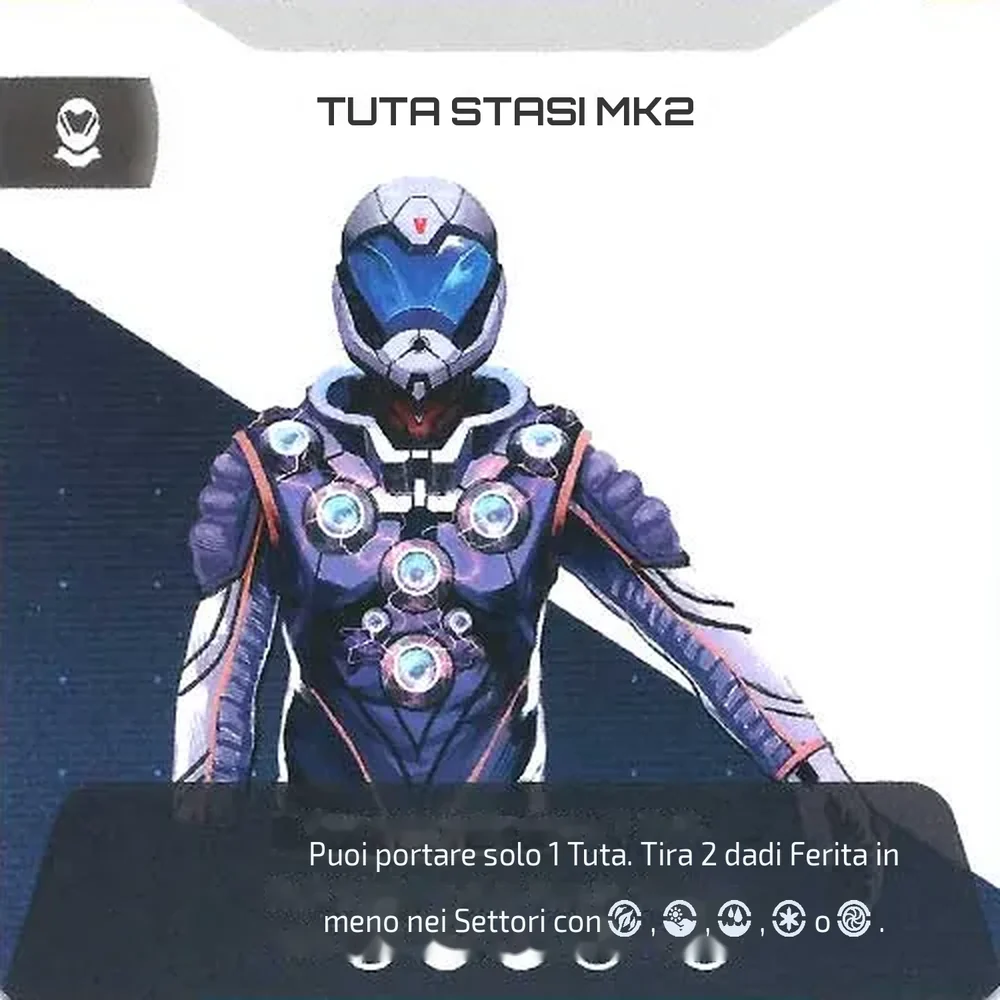 TUTA STASI MK2
Puoi portare solo 1 Tuta. Tira 2 dadi Ferita in
meno nei Settori con , , , o .